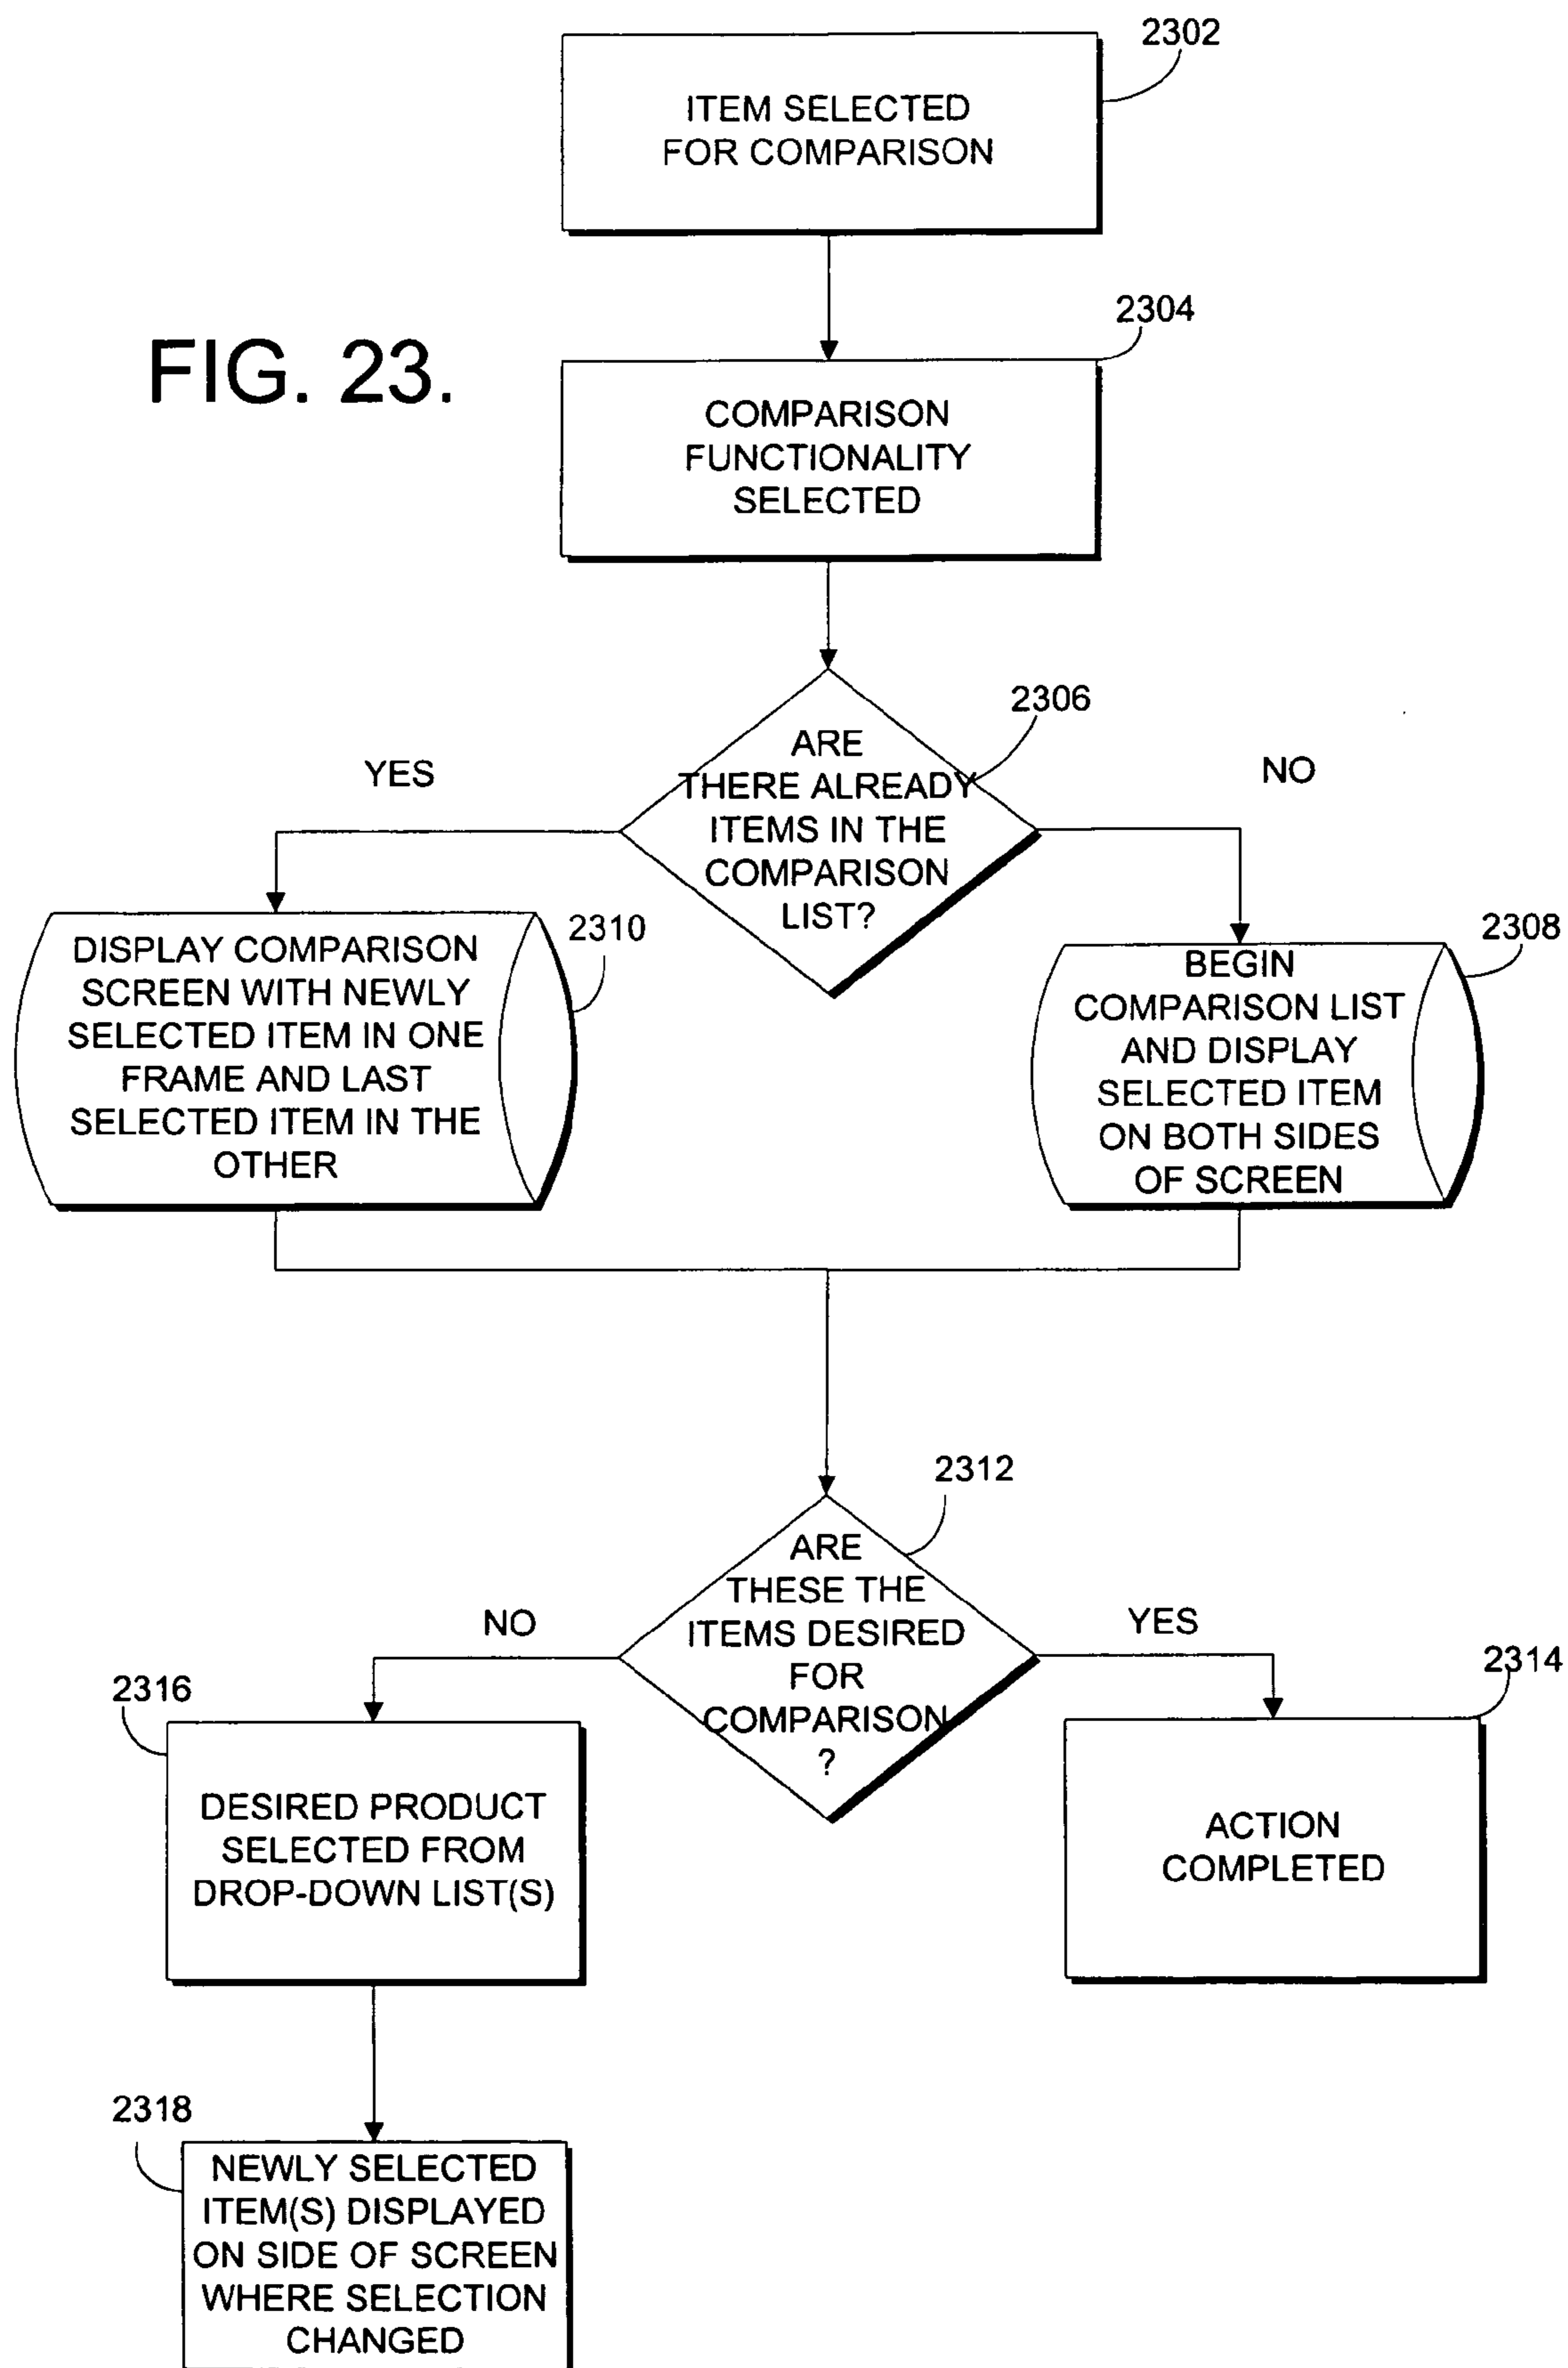 2302
ITEM SELECTED
FOR COMPARISON
2304
FIG. 23.
COMPARISON
FUNCTIONALITY
SELECTED
2306
ARE
THERE ALREADY
ITEMS IN THE
COMPARISON
LIST?
YES
NO
2310
DISPLAY COMPARISON
SCREEN WITH NEWLY
SELECTED ITEM IN ONE
FRAME AND LAST
SELECTED ITEM IN THE
OTHER
2308
BEGIN
COMPARISON LIST
AND DISPLAY
SELECTED ITEM
ON BOTH SIDES
OF SCREEN
2312
ARE
THESE THE
ITEMS DESIRED
FOR
COMPARISON
?
NO
YES
2316
DESIRED PRODUCT
SELECTED FROM
DROP-DOWN LIST(S)
2314
ACTION
COMPLETED
2318
NEWLY SELECTED
ITEM(S) DISPLAYED
ON SIDE OF SCREEN
WHERE SELECTION
CHANGED